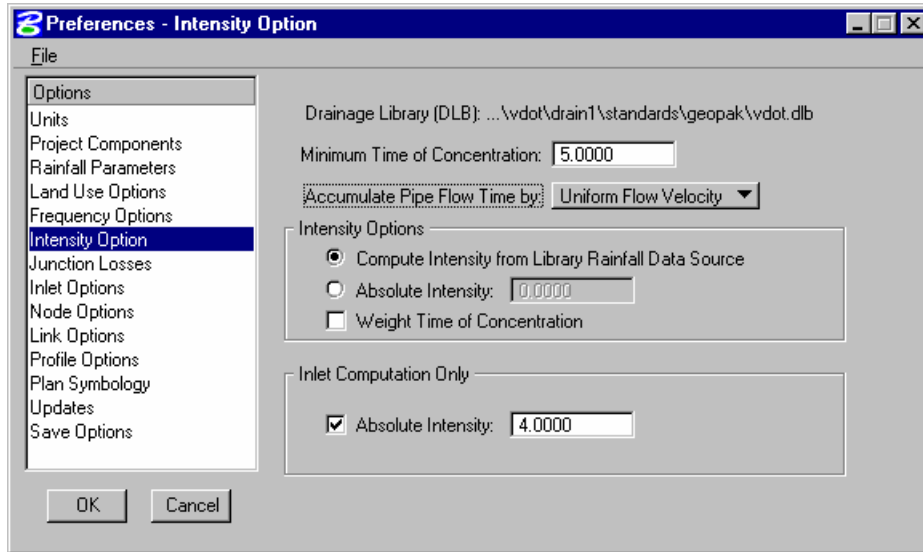 Preferences - Intensity Option
File
Options
Units
Project Components
Rainfall Parameters
Land Use Options
Frequency Options
Intensity Option
Junction Losses
Inlet Options
Node Options
Link Options
Profile Options
Plan Symbology
Updates
Save Options
Drainage Library (DLB): ...\vdot\drain1\standards\geopak\vdot.dlb
Minimum Time of Concentration: 5.0000
Accumulate Pipe Flow Time by: Uniform Flow Velocity
Intensity Options
Compute Intensity from Library Rainfall Data Source
Absolute Intensity: 0.0000
Weight Time of Concentration
Inlet Computation Only
Absolute Intensity: 4.0000
OK Cancel